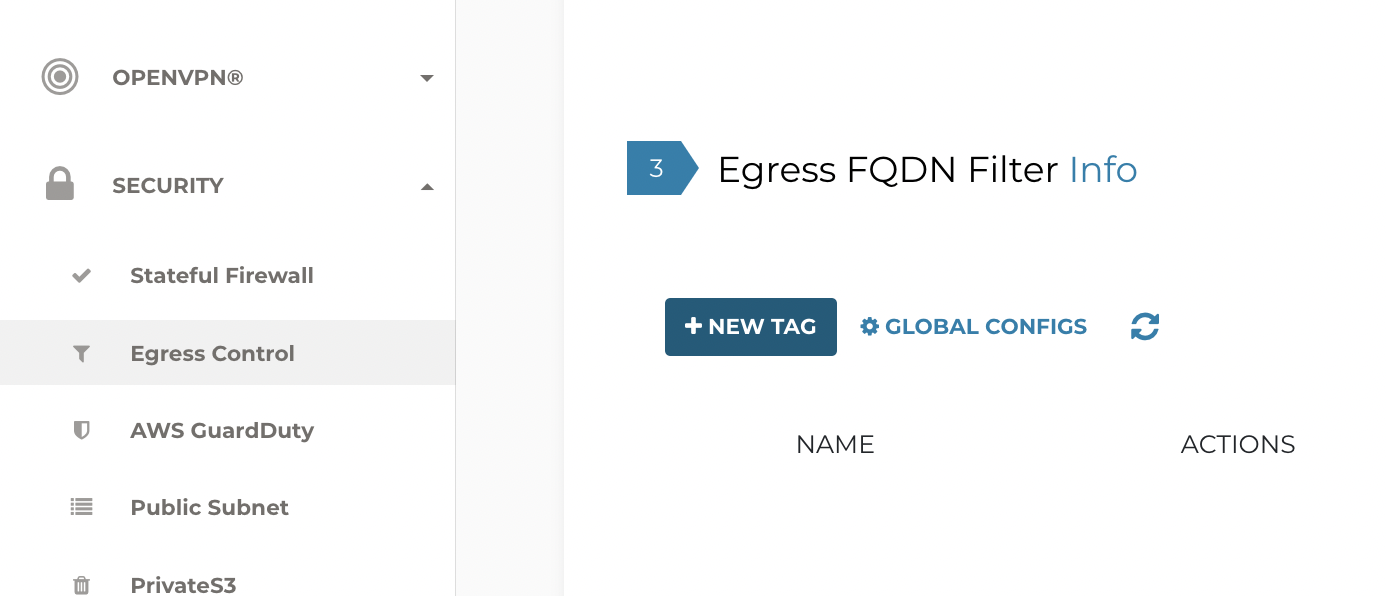 OPENVPN®
SECURITY
Stateful Firewall
Egress Control
AWS GuardDuty
Public Subnet
PrivateS3
3
Egress FQDN Filter Info
NEW TAG
GLOBAL CONFIGS
NAME ACTIONS